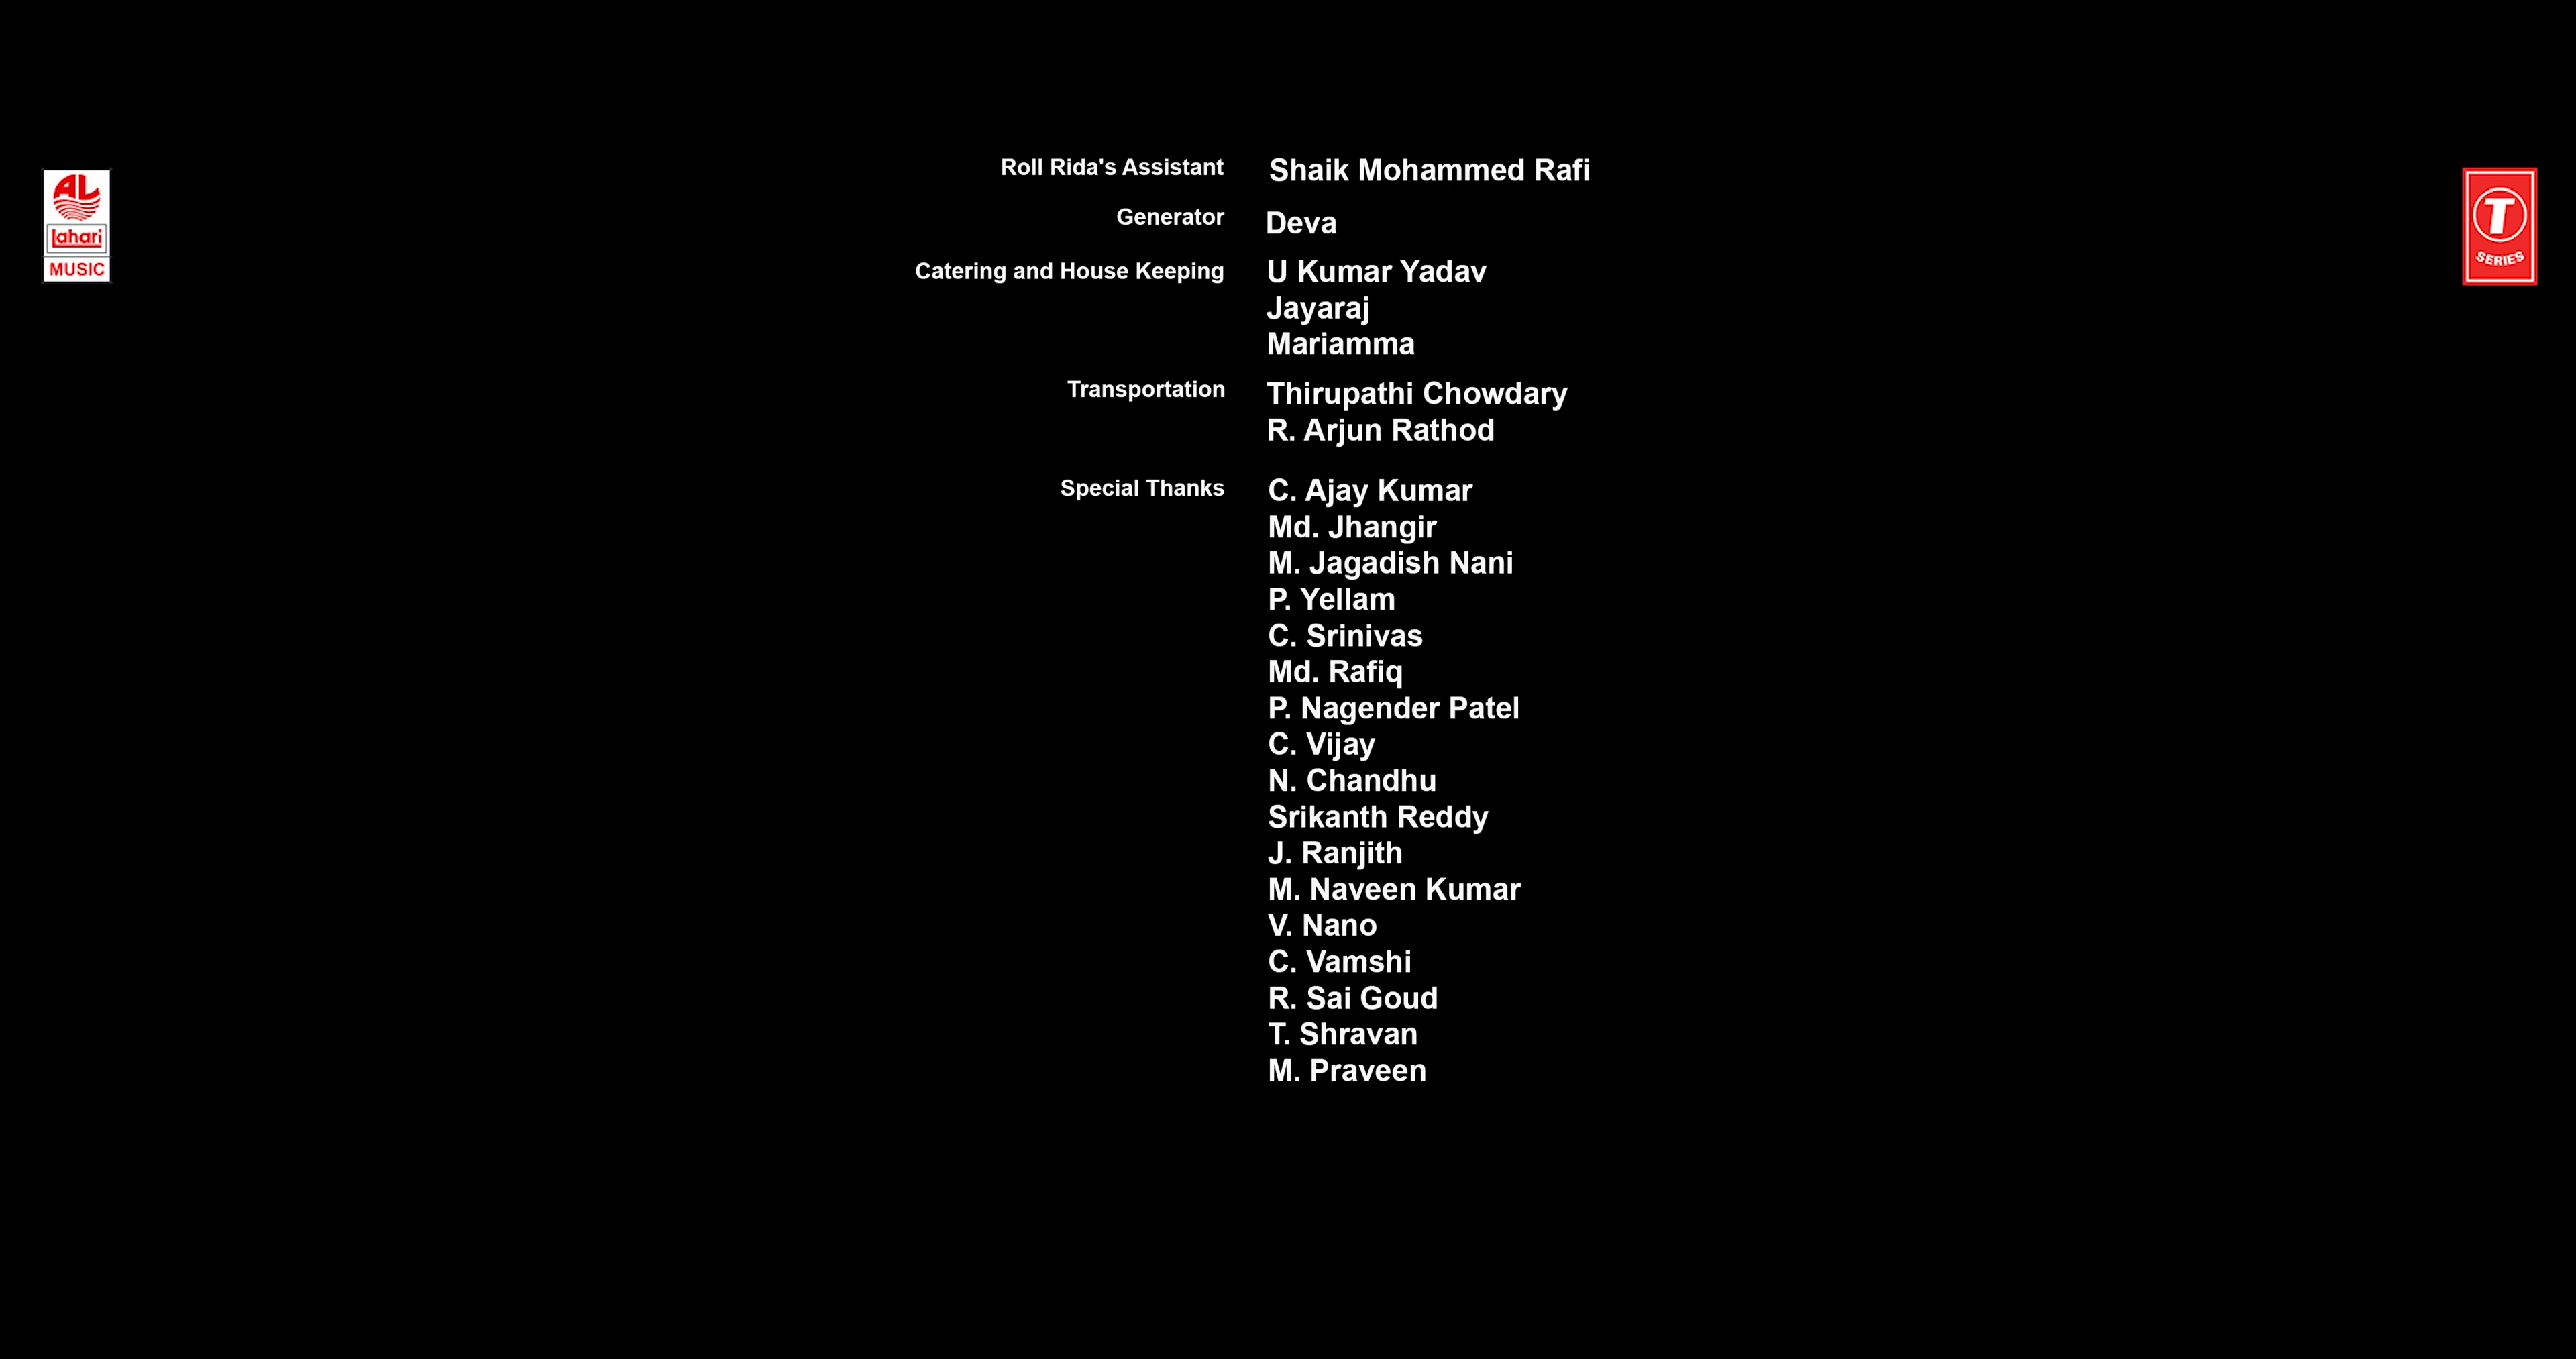 Roll Rida's Assistant Shaik Mohammed Rafi
Generator Deva
Catering and House Keeping U Kumar Yadav
Jayaraj
Mariamma
Transportation Thirupathi Chowdary
R. Arjun Rathod
Special Thanks C. Ajay Kumar
Md. Jhangir
M. Jagadish Nani
P. Yellam
C. Srinivas
Md. Rafiq
P. Nagender Patel
C. Vijay
N. Chandhu
Srikanth Reddy
J. Ranjith
M. Naveen Kumar
V. Nano
C. Vamshi
R. Sai Goud
T. Shravan
M. Praveen
AL
lahari
MUSIC
T
SERIES